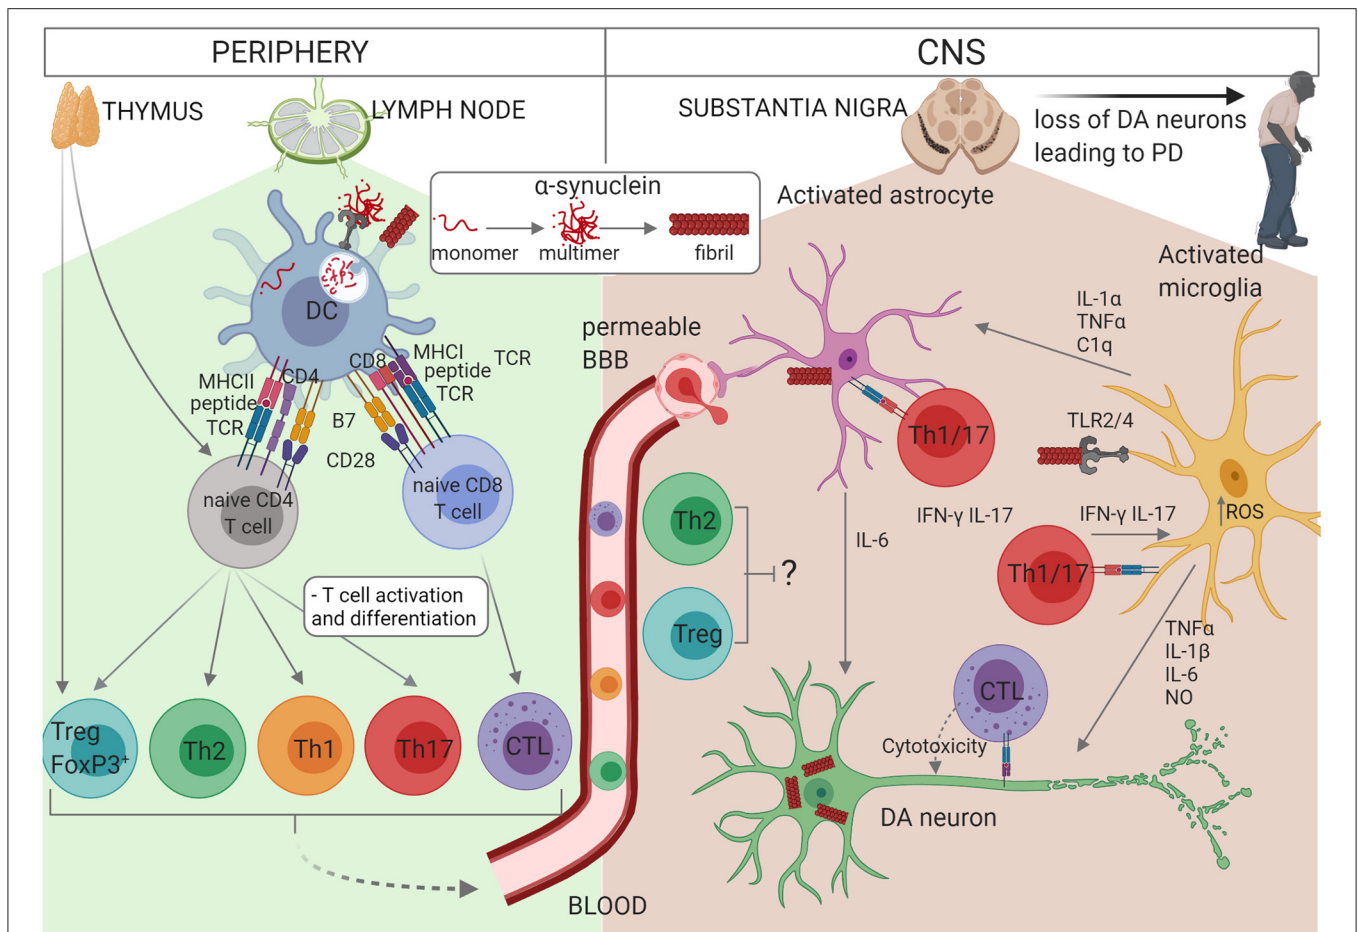 PERIPHERY
CNS
THYMUS
LYMPH NODE
SUBSTANTIA NIGRA
loss of DA neurons
leading to PD
α-synuclein
monomer
multimer
fibril
Activated astrocyte
Activated
microglia
DC
permeable
BBB
IL-1α
TNFα
C1q
MHCII
peptide
TCR
CD4
CD8
MHCI
peptide
TCR
TCR
B7
CD28
naive CD4
T cell
naive CD8
T cell
Th1/17
TLR2/4
ROS
Th2
Treg
?
IL-6
IFN-γ IL-17
IFN-γ IL-17
Th1/17
- T cell activation
and differentiation
TNFα
IL-1β
IL-6
NO
Treg
FoxP3⁺
Th2
Th1
Th17
CTL
CTL
Cytotoxicity
DA neuron
BLOOD